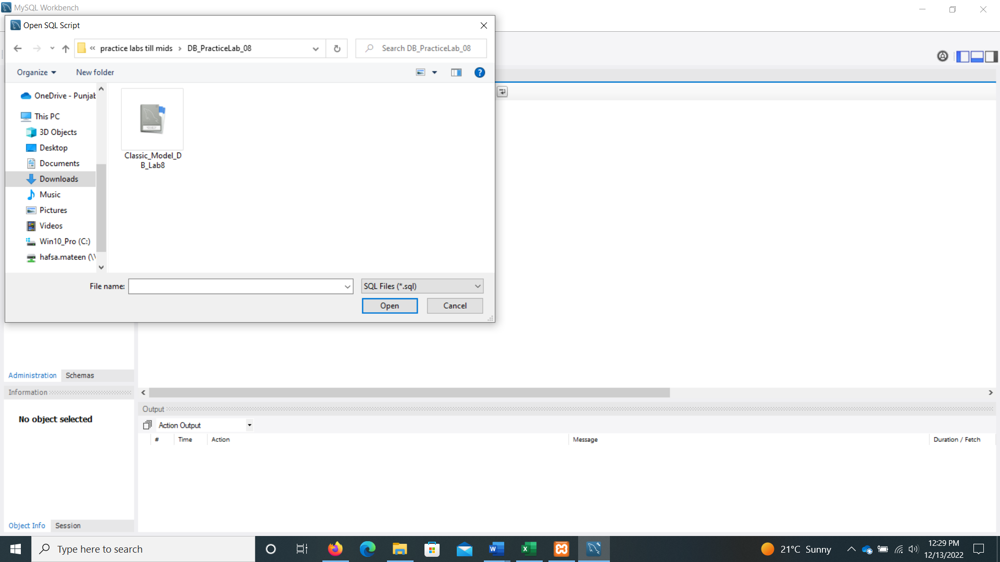 MySQL Workbench
Open SQL Script
« practice labs till mids › DB_PracticeLab_08
Search DB_PracticeLab_08
Organize
New folder
OneDrive - Punjab
This PC
3D Objects
Desktop
Documents
Downloads
Music
Pictures
Videos
Win10_Pro (C:)
hafsa.mateen (\\
Classic_Model_D
B_Lab8
File name:
SQL Files (*.sql)
Open
Cancel
Administration
Schemas
Information
No object selected
Object Info
Session
Output
Action Output
# Time Action Message Duration / Fetch
Type here to search
21°C Sunny
12:29 PM
12/13/2022